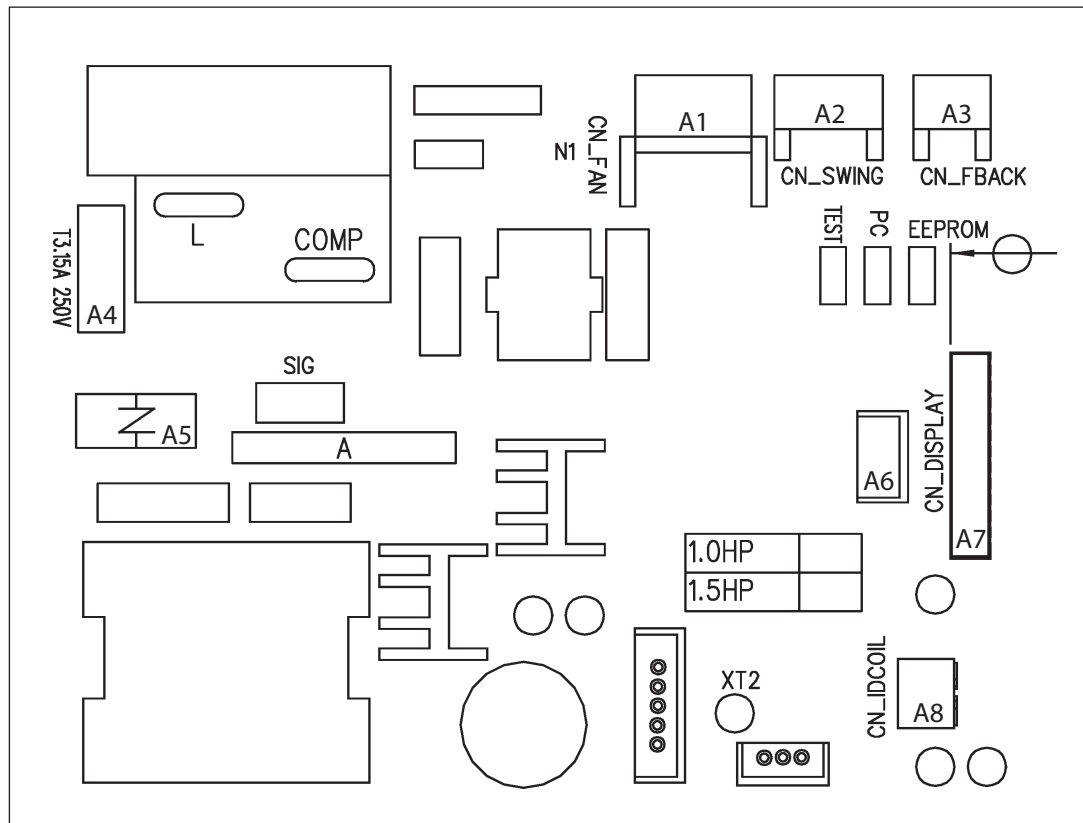 A1
A2
A3
N1
CN_FAN
CN_SWING
CN_FBACK
L
COMP
TEST
PC
EEPROM
T3.15A 250V
A4
SIG
A5
A
CN_DISPLAY
A6
A7
1.0HP
1.5HP
XT2
CN_IDCOIL
A8